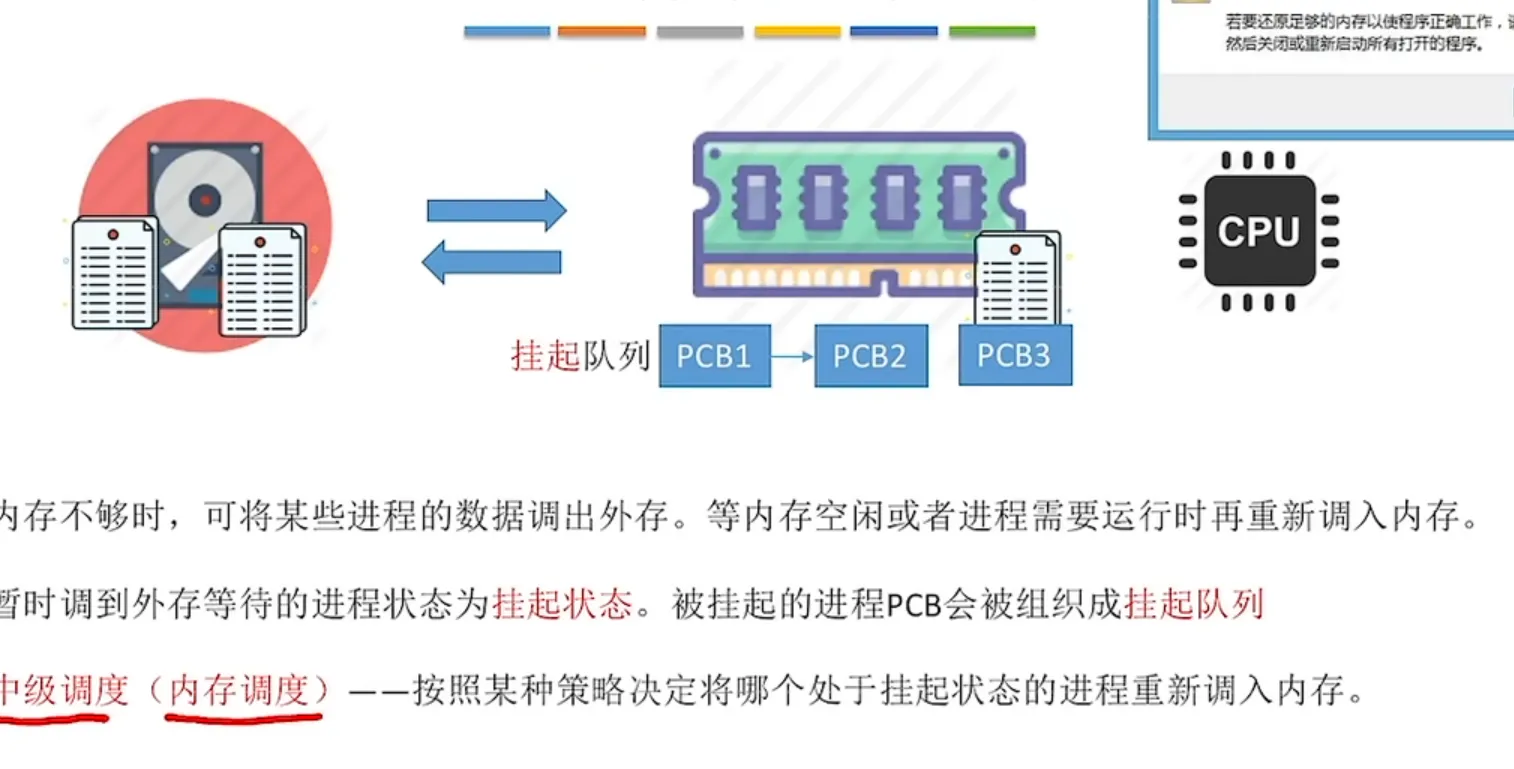 若要还原足够的内存以使程序正确工作，
然后关闭或重新启动所有打开的程序。
CPU
挂起队列 PCB1 PCB2 PCB3
内存不够时，可将某些进程的数据调出外存。等内存空闲或者进程需要运行时再重新调入内存。
暂时调到外存等待的进程状态为挂起状态。被挂起的进程PCB会被组织成挂起队列
中级调度（内存调度）——按照某种策略决定将哪个处于挂起状态的进程重新调入内存。